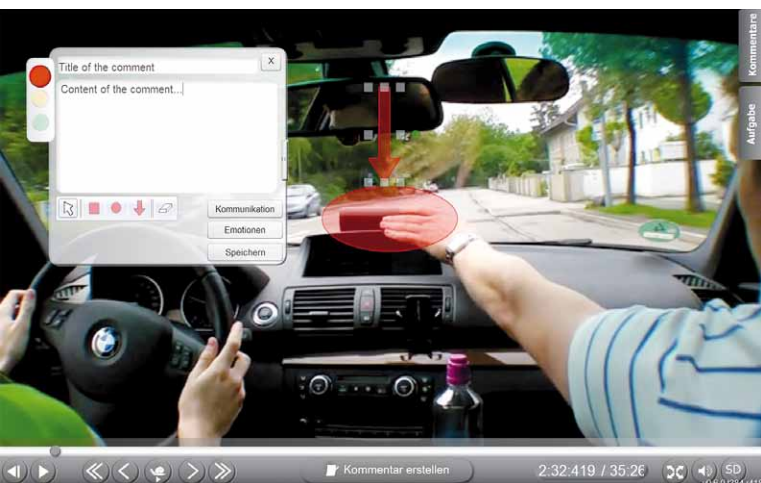 Kommentare
Aufgabe
Title of the comment
X
Content of the comment...
Kommunikation
Emotionen
Speichern
Kommentar erstellen
2:32:419 / 35:26
SD